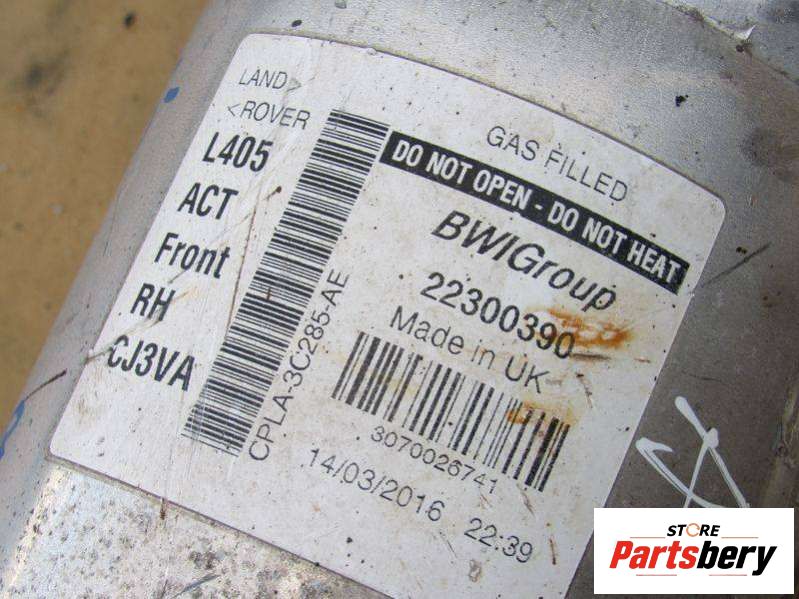 LAND>
<ROVER
L405
ACT
Front
RH
CJ3VA
CPLA-3C285-AE
GAS FILLED
DO NOT OPEN - DO NOT HEAT
BWIGroup
22300390
Made in UK
3070026741
14/03/2016 22:39
STORE
Partsbery